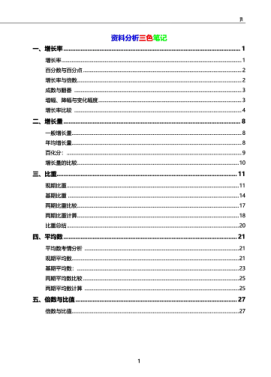 资料分析三色笔记
一、增长率 1
增长率 1
百分数与百分点 2
增长率与倍数 2
成数与翻番 3
增幅、降幅与变化幅度 3
增长率比较 4
二、增长量 8
一般增长量 8
年均增长量 8
百化分： 9
增长量的比较 10
三、比重 11
现期比重 11
基期比重 14
两期比重比较 17
两期比重计算 18
比重总结 20
四、平均数 21
平均数考情分析 21
现期平均数 21
基期平均数： 23
两期平均数比较 25
两期平均数计算 25
五、倍数与比值 27
倍数与比值 27
1